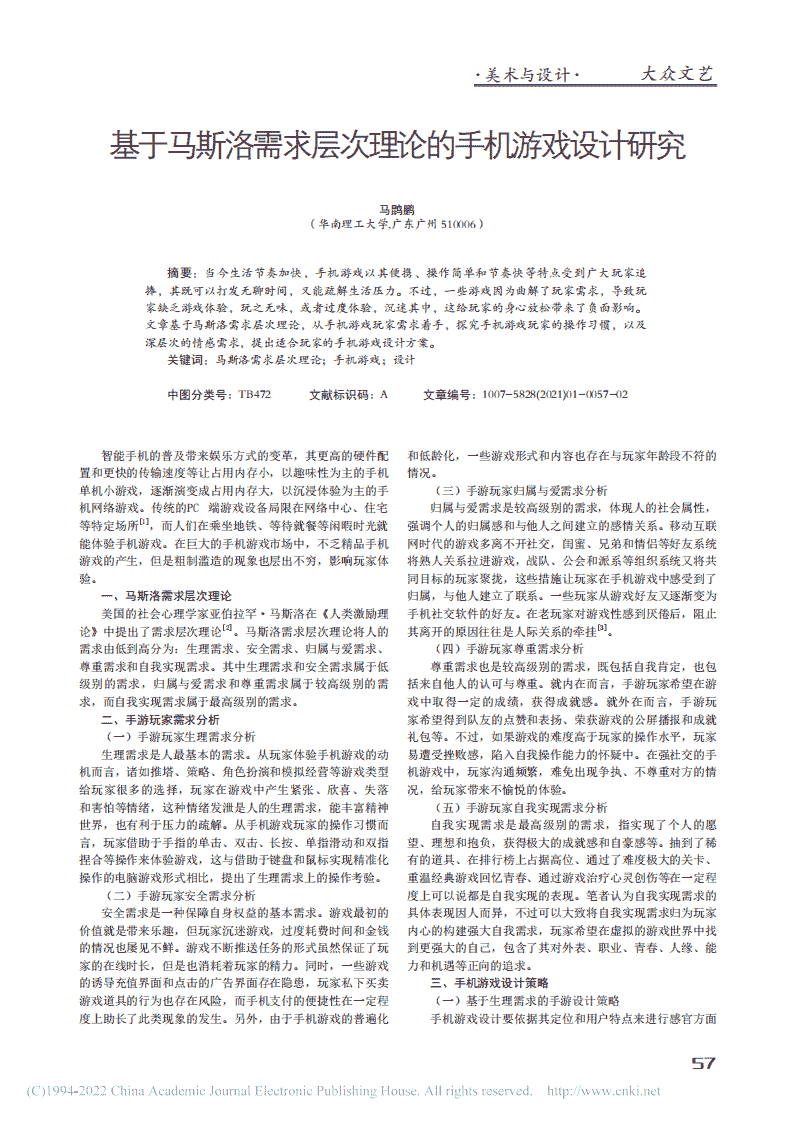 ·美术与设计· 大众文艺
基于马斯洛需求层次理论的手机游戏设计研究
马鹍鹏
（华南理工大学,广东广州 510006）
摘要：当今生活节奏加快，手机游戏以其便携、操作简单和节奏快等特点受到广大玩家追
捧，其既可以打发无聊时间，又能疏解生活压力。不过，一些游戏因为曲解了玩家需求，导致玩
家缺乏游戏体验，玩之无味，或者过度体验，沉迷其中，这给玩家的身心放松带来了负面影响。
文章基于马斯洛需求层次理论，从手机游戏玩家需求着手，探究手机游戏玩家的操作习惯，以及
深层次的情感需求，提出适合玩家的手机游戏设计方案。
关键词：马斯洛需求层次理论；手机游戏；设计
中图分类号：TB472 文献标识码：A 文章编号：1007-5828(2021)01-0057-02
智能手机的普及带来娱乐方式的变革，其更高的硬件配
置和更快的传输速度等让占用内存小，以趣味性为主的手机
单机小游戏，逐渐演变成占用内存大，以沉浸体验为主的手
机网络游戏。传统的PC 端游戏设备局限在网络中心、住宅
等特定场所[1]，而人们在乘坐地铁、等待就餐等闲暇时光就
能体验手机游戏。在巨大的手机游戏市场中，不乏精品手机
游戏的产生，但是粗制滥造的现象也层出不穷，影响玩家体
验。
一、马斯洛需求层次理论
美国的社会心理学家亚伯拉罕·马斯洛在《人类激励理
论》中提出了需求层次理论[2]。马斯洛需求层次理论将人的
需求由低到高分为：生理需求、安全需求、归属与爱需求、
尊重需求和自我实现需求。其中生理需求和安全需求属于低
级别的需求，归属与爱需求和尊重需求属于较高级别的需
求，而自我实现需求属于最高级别的需求。
二、手游玩家需求分析
（一）手游玩家生理需求分析
生理需求是人最基本的需求。从玩家体验手机游戏的动
机而言，诸如推塔、策略、角色扮演和模拟经营等游戏类型
给玩家很多的选择，玩家在游戏中产生紧张、欣喜、失落
和害怕等情绪，这种情绪发泄是人的生理需求，能丰富精神
世界，也有利于压力的疏解。从手机游戏玩家的操作习惯而
言，玩家借助于手指的单击、双击、长按、单指滑动和双指
捏合等操作来体验游戏，这与借助于键盘和鼠标实现精准化
操作的电脑游戏形式相比，提出了生理需求上的操作考验。
（二）手游玩家安全需求分析
安全需求是一种保障自身权益的基本需求。游戏最初的
价值就是带来乐趣，但玩家沉迷游戏，过度耗费时间和金钱
的情况也屡见不鲜。游戏不断推送任务的形式虽然保证了玩
家的在线时长，但是也消耗着玩家的精力。同时，一些游戏
的诱导充值界面和点击的广告界面存在隐患，玩家私下买卖
游戏道具的行为也存在风险，而手机支付的便捷性在一定程
度上助长了此类现象的发生。另外，由于手机游戏的普遍化
和低龄化，一些游戏形式和内容也存在与玩家年龄段不符的
情况。
（三）手游玩家归属与爱需求分析
归属与爱需求是较高级别的需求，体现人的社会属性，
强调个人的归属感和与他人之间建立的感情关系。移动互联
网时代的游戏多离不开社交，闺蜜、兄弟和情侣等好友系统
将熟人关系拉进游戏，战队、公会和派系等组织系统又将共
同目标的玩家聚拢，这些措施让玩家在手机游戏中感受到了
归属，与他人建立了联系。一些玩家从游戏好友又逐渐变为
手机社交软件的好友。在老玩家对游戏性感到厌倦后，阻止
其离开的原因往往是人际关系的牵挂[3]。
（四）手游玩家尊重需求分析
尊重需求也是较高级别的需求，既包括自我肯定，也包
括来自他人的认可与尊重。就内在而言，手游玩家希望在游
戏中取得一定的成绩，获得成就感。就外在而言，手游玩
家希望得到队友的点赞和表扬、荣获游戏的公屏播报和成就
礼包等。不过，如果游戏的难度高于玩家的操作水平，玩家
易遭受挫败感，陷入自我操作能力的怀疑中。在强社交的手
机游戏中，玩家沟通频繁，难免出现争执、不尊重对方的情
况，给玩家带来不愉悦的体验。
（五）手游玩家自我实现需求分析
自我实现需求是最高级别的需求，指实现了个人的愿
望、理想和抱负，获得极大的成就感和自豪感等。抽到了稀
有的道具、在排行榜上占据高位、通过了难度极大的关卡、
重温经典游戏回忆青春、通过游戏治疗心灵创伤等在一定程
度上可以说都是自我实现的表现。笔者认为自我实现需求的
具体表现因人而异，不过可以大致将自我实现需求归为玩家
内心的构建强大自我需求，玩家希望在虚拟的游戏世界中找
到更强大的自己，包含了其对外表、职业、青春、人缘、能
力和机遇等正向的追求。
三、手机游戏设计策略
（一）基于生理需求的手游设计策略
手机游戏设计要依据其定位和用户特点来进行感官方面
57
(C)1994-2022 China Academic Journal Electronic Publishing House. All rights reserved. http://www.cnki.net